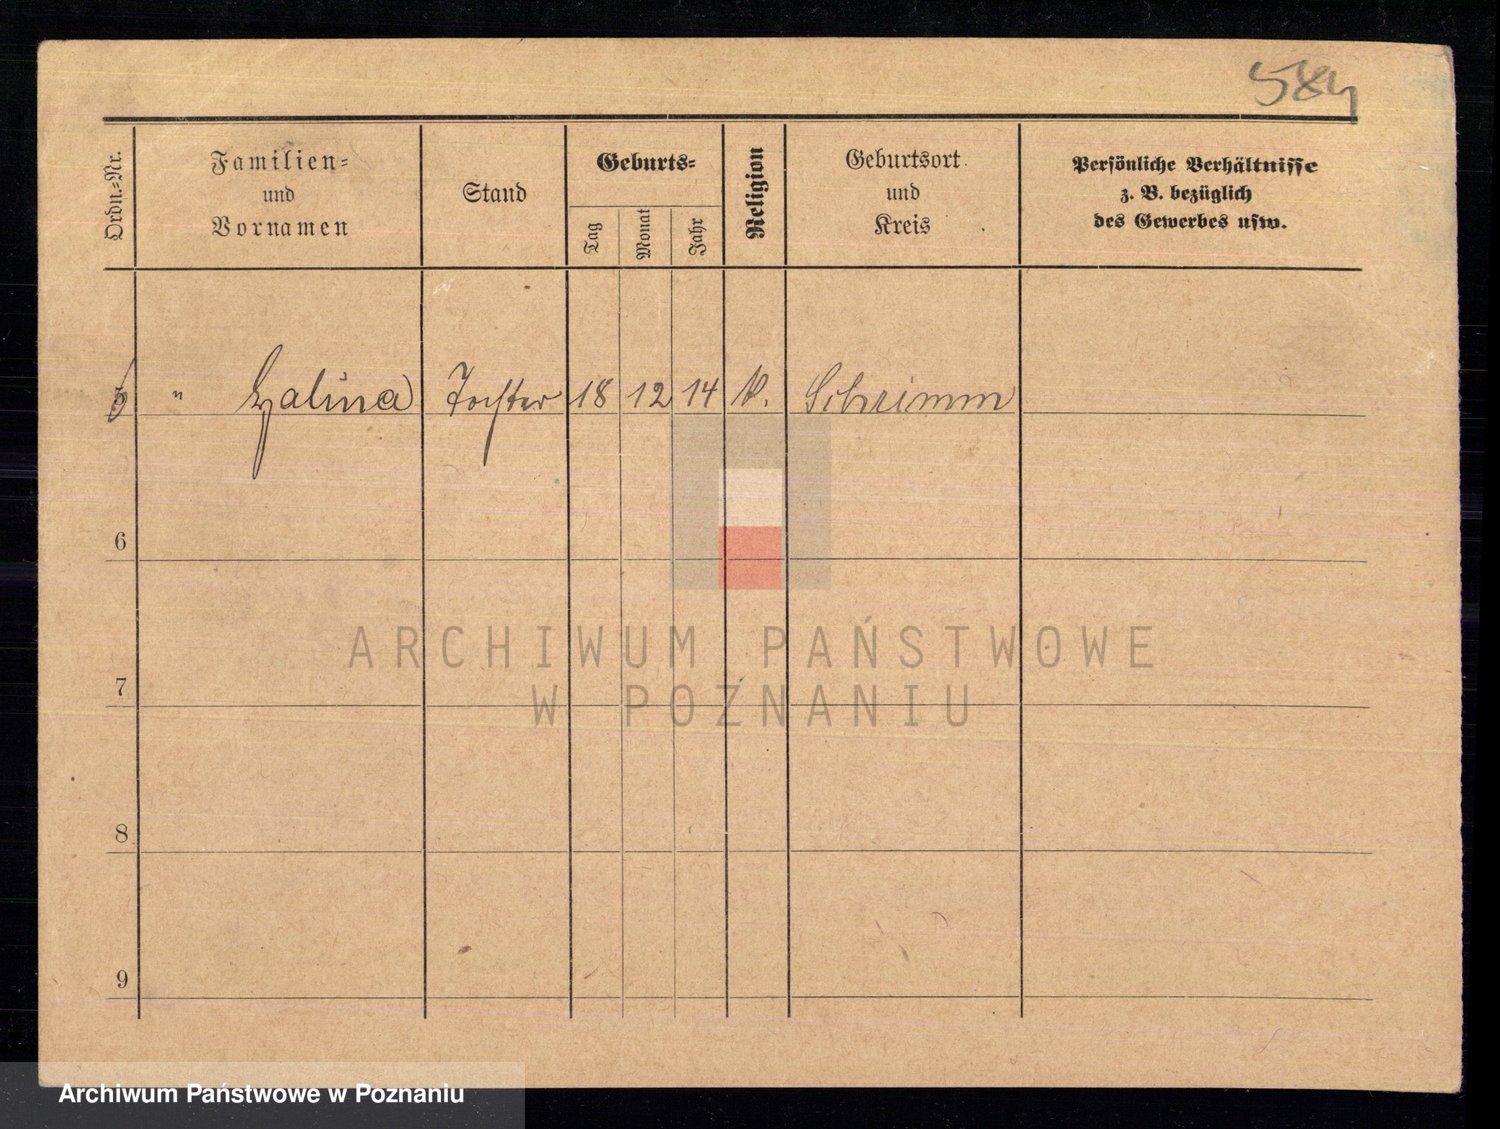 584
Ordn.-Nr.
Familien-
und
Vornamen
Stand
Geburts-
Tag
Monat
Jahr
Religion
Geburtsort
und
Kreis
Persönliche Verhältnisse
z. B. bezüglich
des Gewerbes usw.
" Halina Tochter 18 12 14 k. Schrimm
6
7
8
9
ARCHIWUM PAŃSTWOWE
W POZNANIU
Archiwum Państwowe w Poznaniu